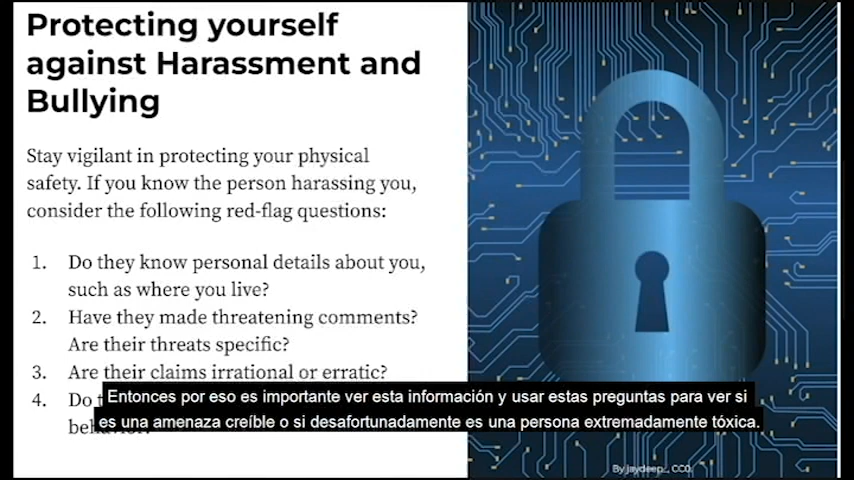 Protecting yourself
against Harassment and
Bullying
Stay vigilant in protecting your physical
safety. If you know the person harassing you,
consider the following red-flag questions:
1. Do they know personal details about you,
such as where you live?
2. Have they made threatening comments?
Are their threats specific?
3. Are their claims irrational or erratic?
4. Do
Entonces por eso es importante ver esta información y usar estas preguntas para ver si
es una amenaza creíble o si desafortunadamente es una persona extremadamente tóxica.
By jaydeep_, CC0.